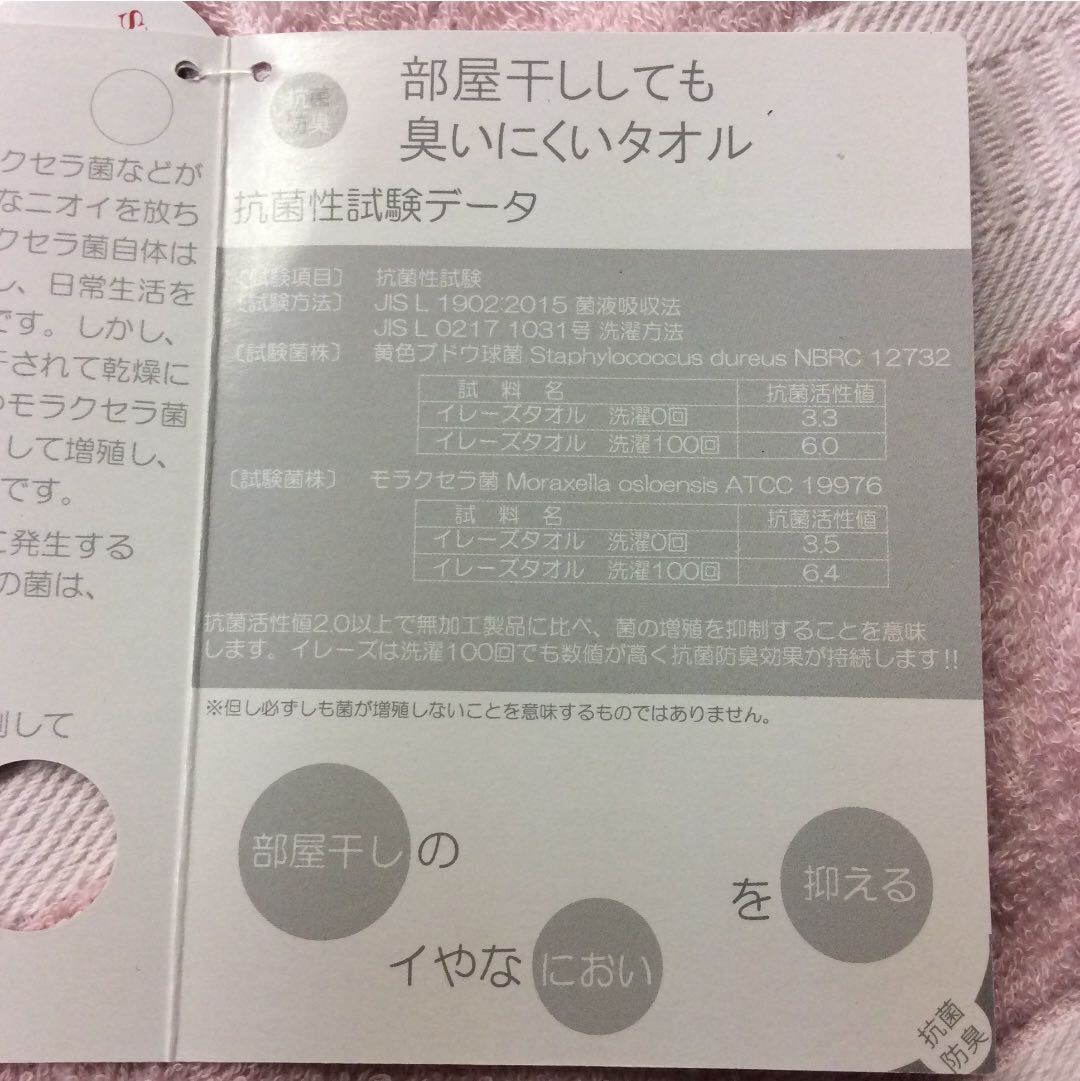 S
クセラ菌などが
なニオイを放ち
クセラ菌自体は
し、日常生活を
です。しかし、
干されて乾燥に
のモラクセラ菌
して増殖し、
です。
に発生する
の菌は、
制して
抗菌
防臭
部屋干ししても
臭いにくいタオル
抗菌性試験データ
〔試験項目〕 抗菌性試験
〔試験方法〕 JIS L 1902:2015 菌液吸収法
JIS L 0217 1031号 洗濯方法
〔試験菌株〕 黄色ブドウ球菌 Staphylococcus dureus NBRC 12732
試 料 名 抗菌活性値
イレーズタオル 洗濯0回 3.3
イレーズタオル 洗濯100回 6.0
〔試験菌株〕 モラクセラ菌 Moraxella osloensis ATCC 19976
試 料 名 抗菌活性値
イレーズタオル 洗濯0回 3.5
イレーズタオル 洗濯100回 6.4
抗菌活性値2.0以上で無加工製品に比べ、菌の増殖を抑制することを意味
します。イレーズは洗濯100回でも数値が高く抗菌防臭効果が持続します!!
※但し必ずしも菌が増殖しないことを意味するものではありません。
部屋干しの
イやなにおい
を抑える
抗菌
防臭